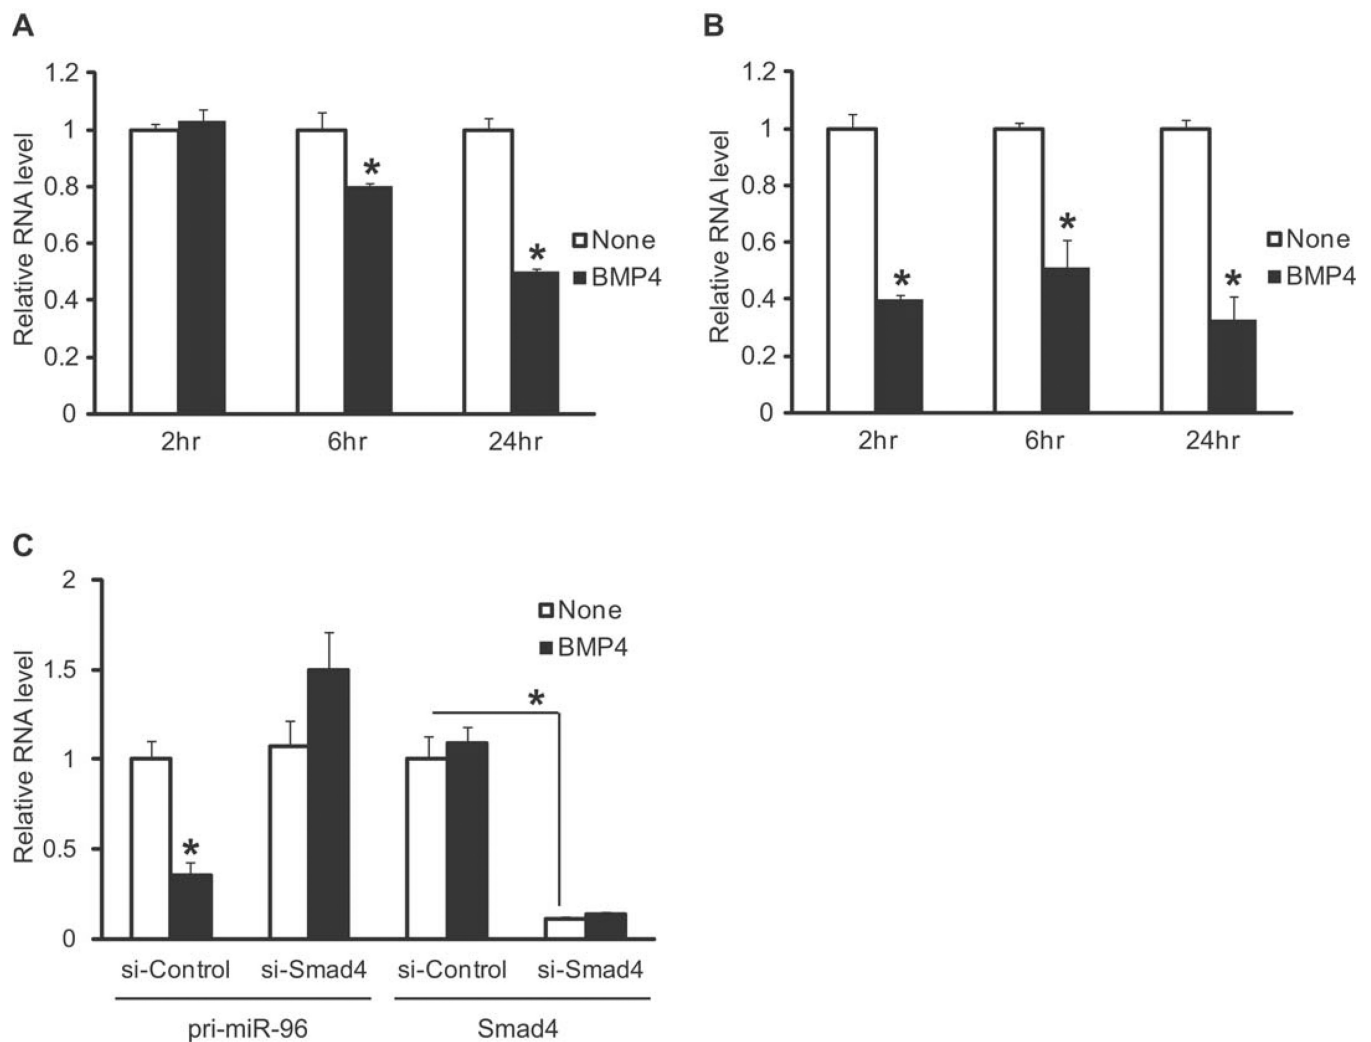 A
Relative RNA level
1.2
1
0.8
0.6
0.4
0.2
0
*
*
None
BMP4
2hr 6hr 24hr
B
Relative RNA level
1.2
1
0.8
0.6
0.4
0.2
0
*
*
*
None
BMP4
2hr 6hr 24hr
C
Relative RNA level
2
1.5
1
0.5
0
None
BMP4
*
*
si-Control si-Smad4 si-Control si-Smad4
pri-miR-96 Smad4